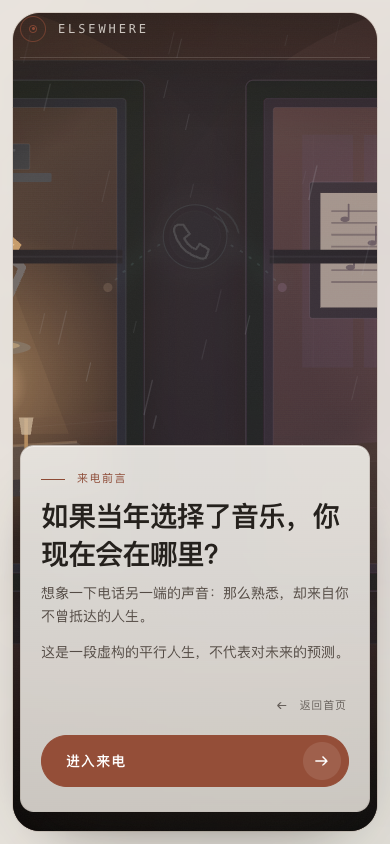 ELSEWHERE
来电前言
如果当年选择了音乐，你
现在会在哪里？
想象一下电话另一端的声音：那么熟悉，却来自你
不曾抵达的人生。
这是一段虚构的平行人生，不代表对未来的预测。
← 返回首页
进入来电 →